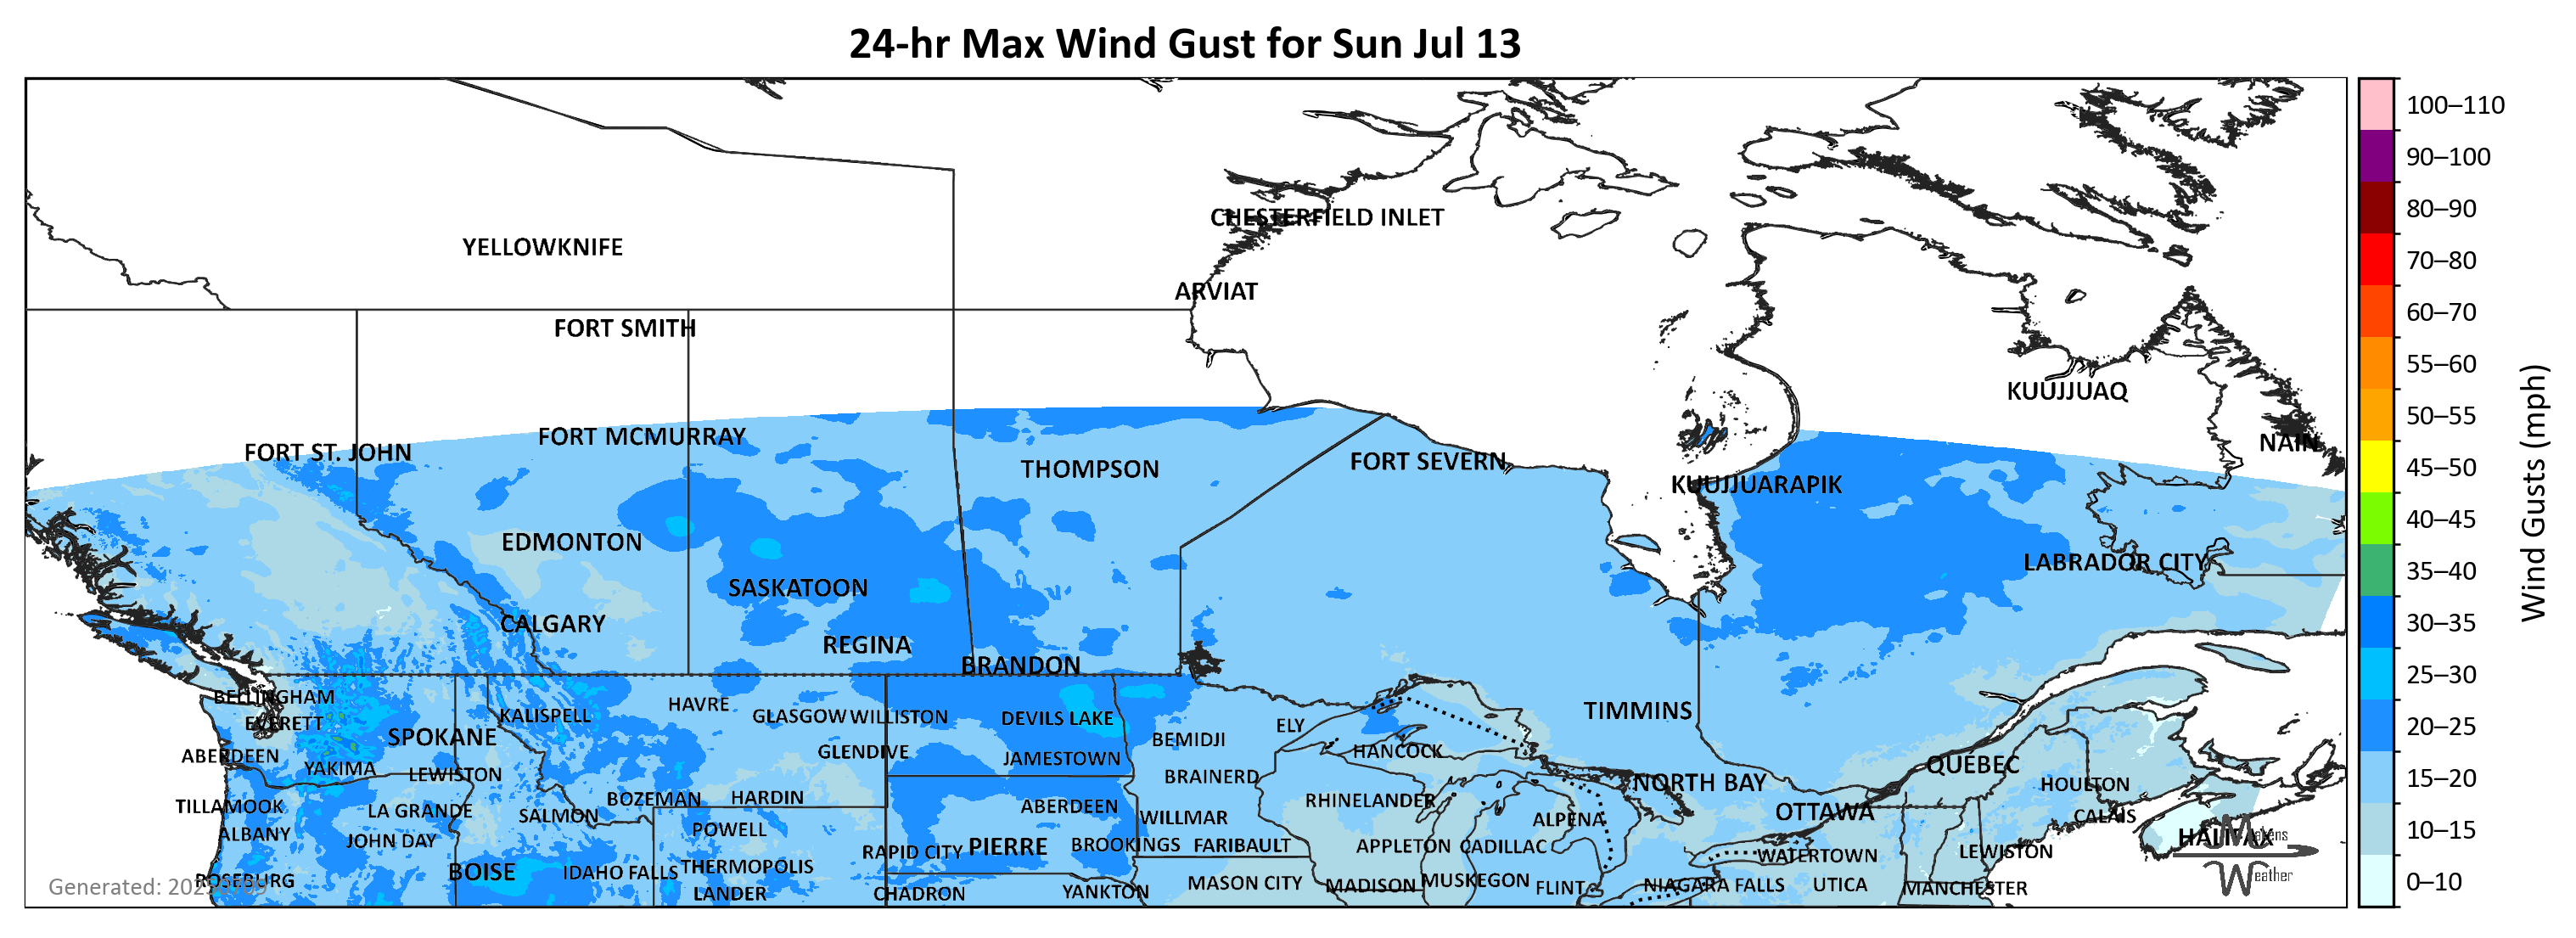 24-hr Max Wind Gust for Sun Jul 13
100–110
90–100
80–90
70–80
60–70
55–60
50–55
45–50
40–45
35–40
30–35
25–30
20–25
15–20
10–15
0–10
Wind Gusts (mph)
CHESTERFIELD INLET
YELLOWKNIFE
ARVIAT
FORT SMITH
KUUJJUAQ
FORT MCMURRAY
NAIN
FORT ST. JOHN
FORT SEVERN
THOMPSON
KUUJJUARAPIK
EDMONTON
LABRADOR CITY
SASKATOON
CALGARY
REGINA
BRANDON
BELLINGHAM
HAVRE
TIMMINS
KALISPELL
GLASGOW
WILLISTON
DEVILS LAKE
EVERETT
ELY
SPOKANE
BEMIDJI
HANCOCK
GLENDIVE
ABERDEEN
JAMESTOWN
QUEBEC
YAKIMA
LEWISTON
BRAINERD
NORTH BAY
HOULTON
BOZEMAN
HARDIN
RHINELANDER
TILLAMOOK
LA GRANDE
ABERDEEN
OTTAWA
SALMON
WILLMAR
ALPENA
CALAIS
POWELL
ALBANY
HALIFAX
Makens
JOHN DAY
BROOKINGS
FARIBAULT
APPLETON
CADILLAC
PIERRE
RAPID CITY
LEWISTON
WATERTOWN
THERMOPOLIS
BOISE
IDAHO FALLS
Weather
ROSEBURG
MASON CITY
MADISON
MUSKEGON
FLINT
NIAGARA FALLS
UTICA
MANCHESTER
LANDER
CHADRON
YANKTON
Generated: